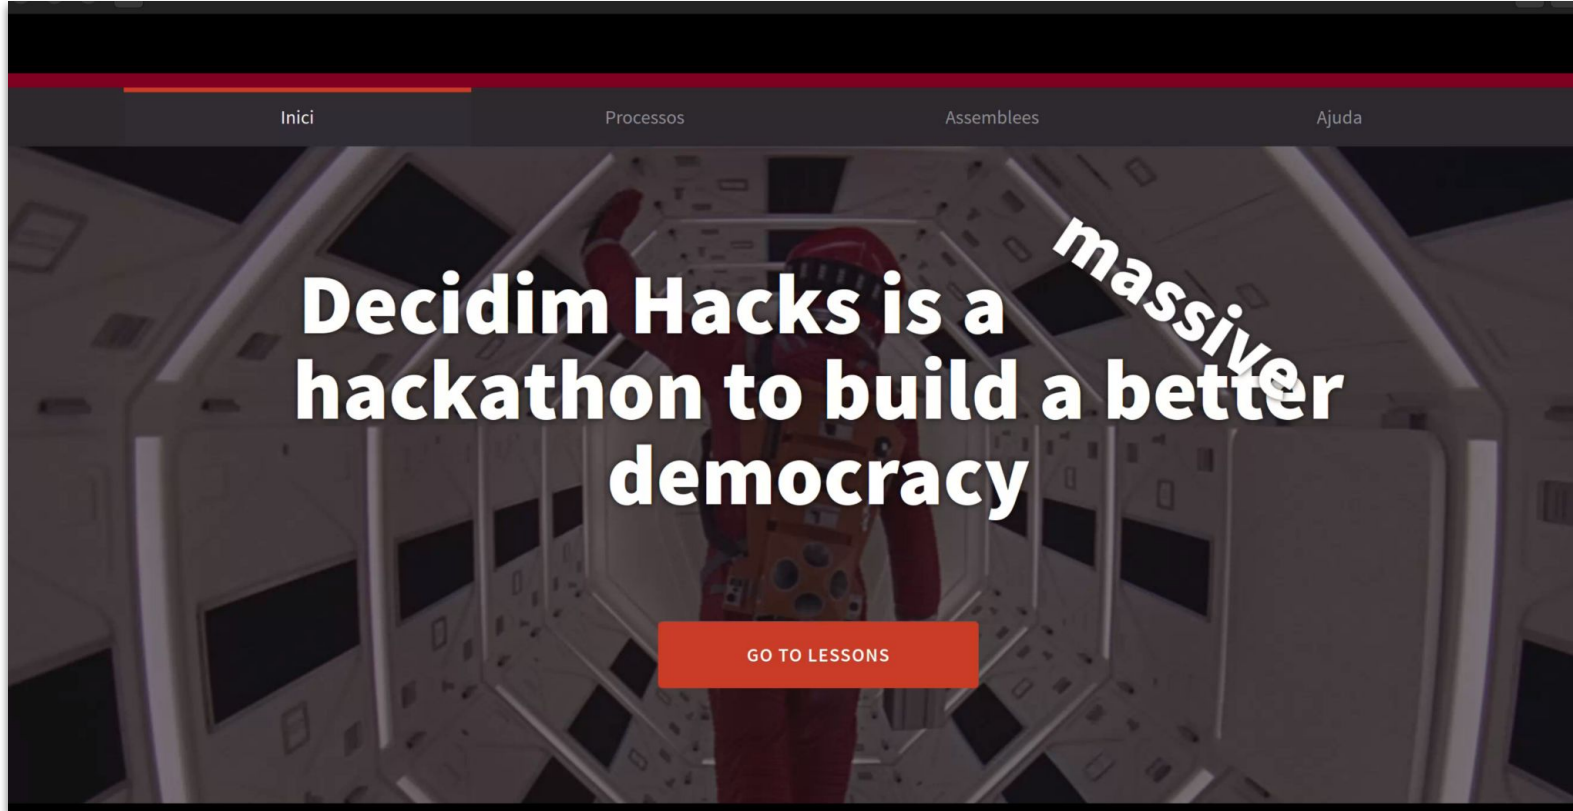 Inici
Processos
Assemblees
Ajuda
Decidim Hacks is a massive
hackathon to build a better
democracy
GO TO LESSONS